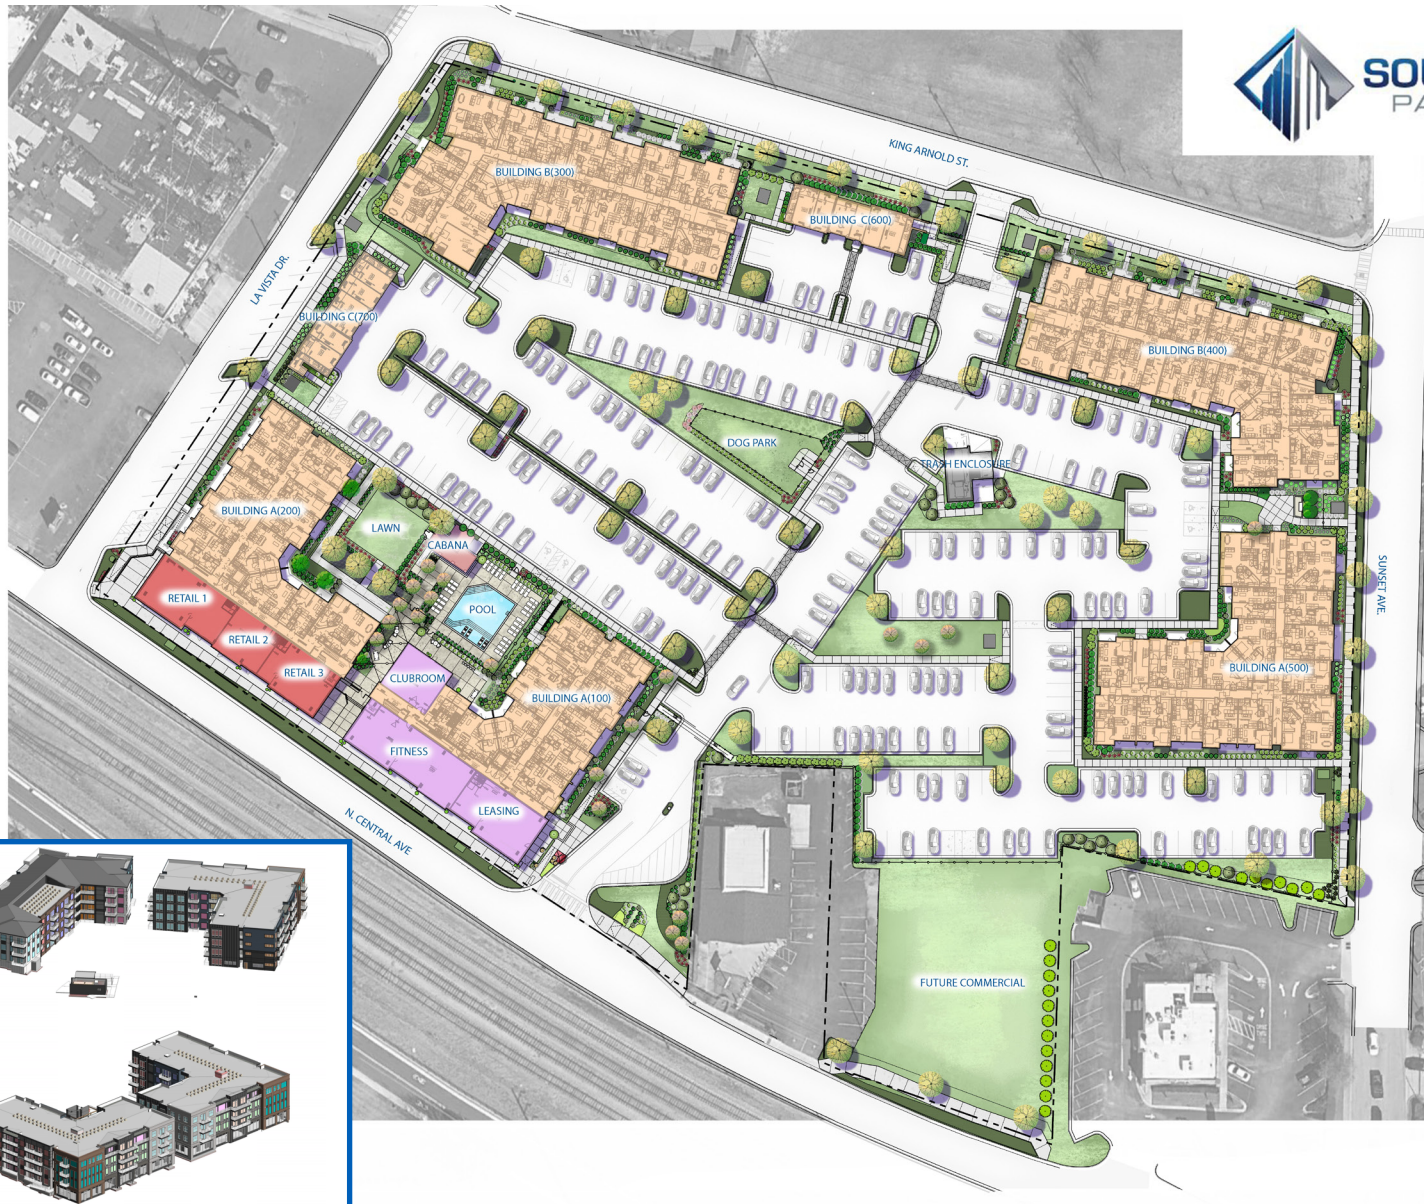 SOU
PA
KING ARNOLD ST.
BUILDING B(300)
BUILDING C(600)
LA VISTA DR.
BUILDING C(700)
BUILDING B(400)
DOG PARK
TRASH ENCLOSURE
BUILDING A(200)
LAWN
CABANA
SUNSET AVE.
RETAIL 1
POOL
RETAIL 2
RETAIL 3
CLUBROOM
BUILDING A(500)
BUILDING A(100)
FITNESS
LEASING
N. CENTRAL AVE
FUTURE COMMERCIAL